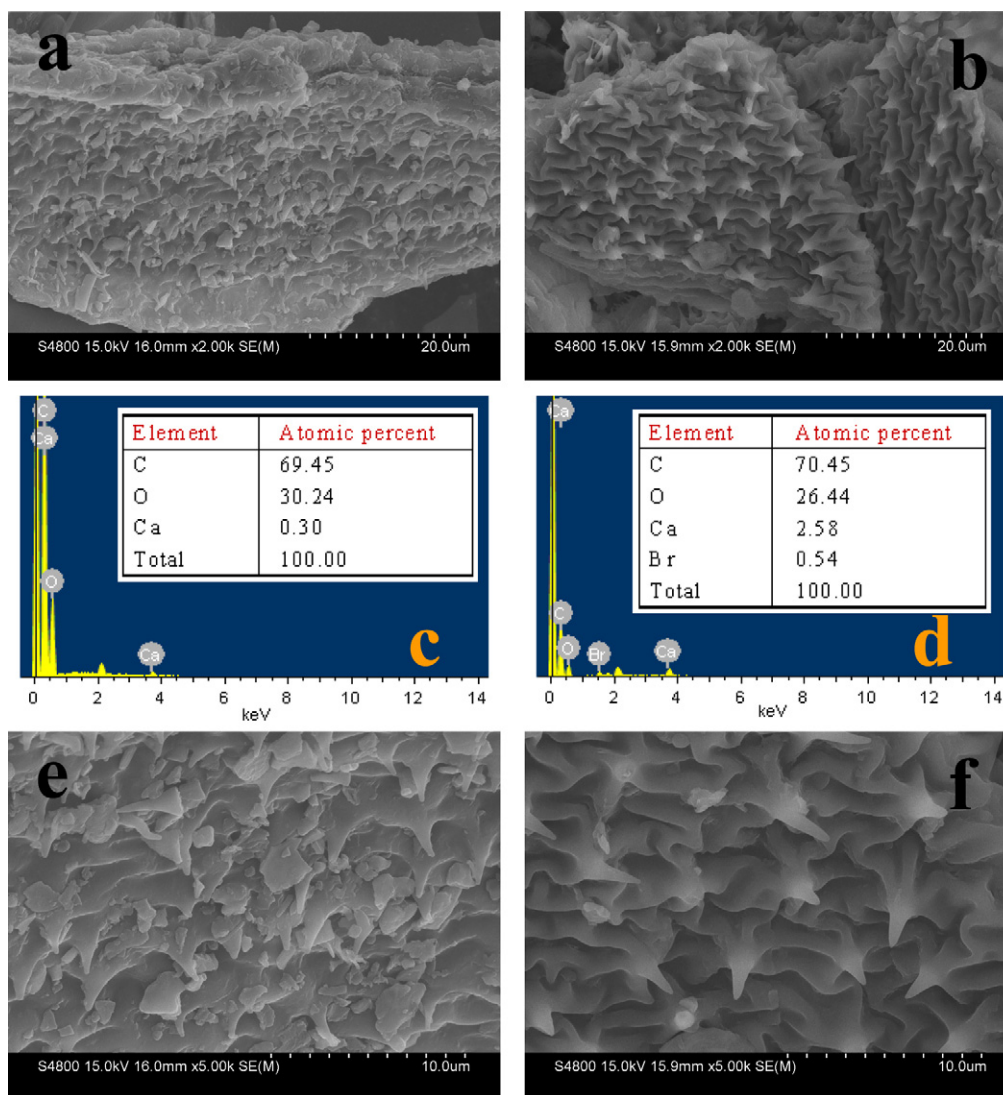 a
b
S4800 15.0kV 16.0mm x2.00k SE(M)
20.0um
S4800 15.0kV 15.9mm x2.00k SE(M)
20.0um
C
Ca
O
Ca
Element Atomic percent
C 69.45
O 30.24
Ca 0.30
Total 100.00
c
0 2 4 6 8 10 12 14
keV
Ca
C
O
Br
Ca
Element Atomic percent
C 70.45
O 26.44
Ca 2.58
Br 0.54
Total 100.00
d
0 2 4 6 8 10 12 14
keV
e
f
S4800 15.0kV 16.0mm x5.00k SE(M)
10.0um
S4800 15.0kV 15.9mm x5.00k SE(M)
10.0um